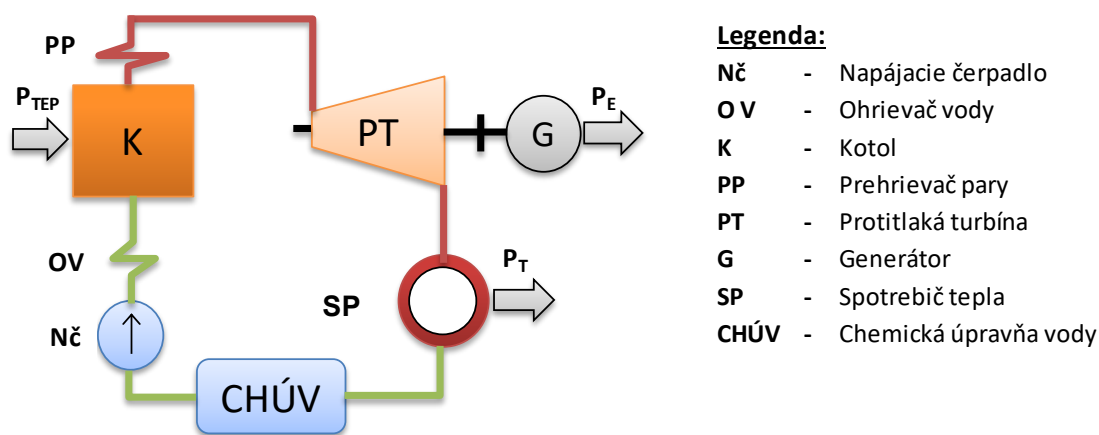 PP
P_TEP
K
PT
G
P_E
OV
Nč
SP
P_T
CHÚV
Legenda:
Nč - Napájacie čerpadlo
O V - Ohrievač vody
K - Kotol
PP - Prehrievač pary
PT - Protitlaká turbína
G - Generátor
SP - Spotrebič tepla
CHÚV - Chemická úpravňa vody